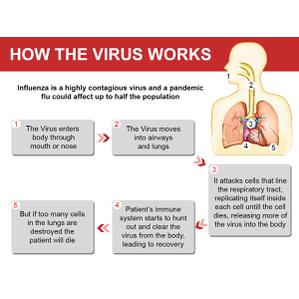 HOW THE VIRUS WORKS
Influenza is a highly contagious virus and a pandemic
flu could affect up to half the population
1
2
3
4
5
1
The Virus enters
body through
mouth or nose
2
The Virus moves
into airways
and lungs
3
It attacks cells that line
the respiratory tract,
replicating itself inside
each cell untuil the cell
dies, releasing more of
the virus into the body
4
Patient's immune
system starts to hunt
out and clear the
virus from the body,
leading to recovery
5
But if too many cells
in the lungs are
destroyed the
patient will die